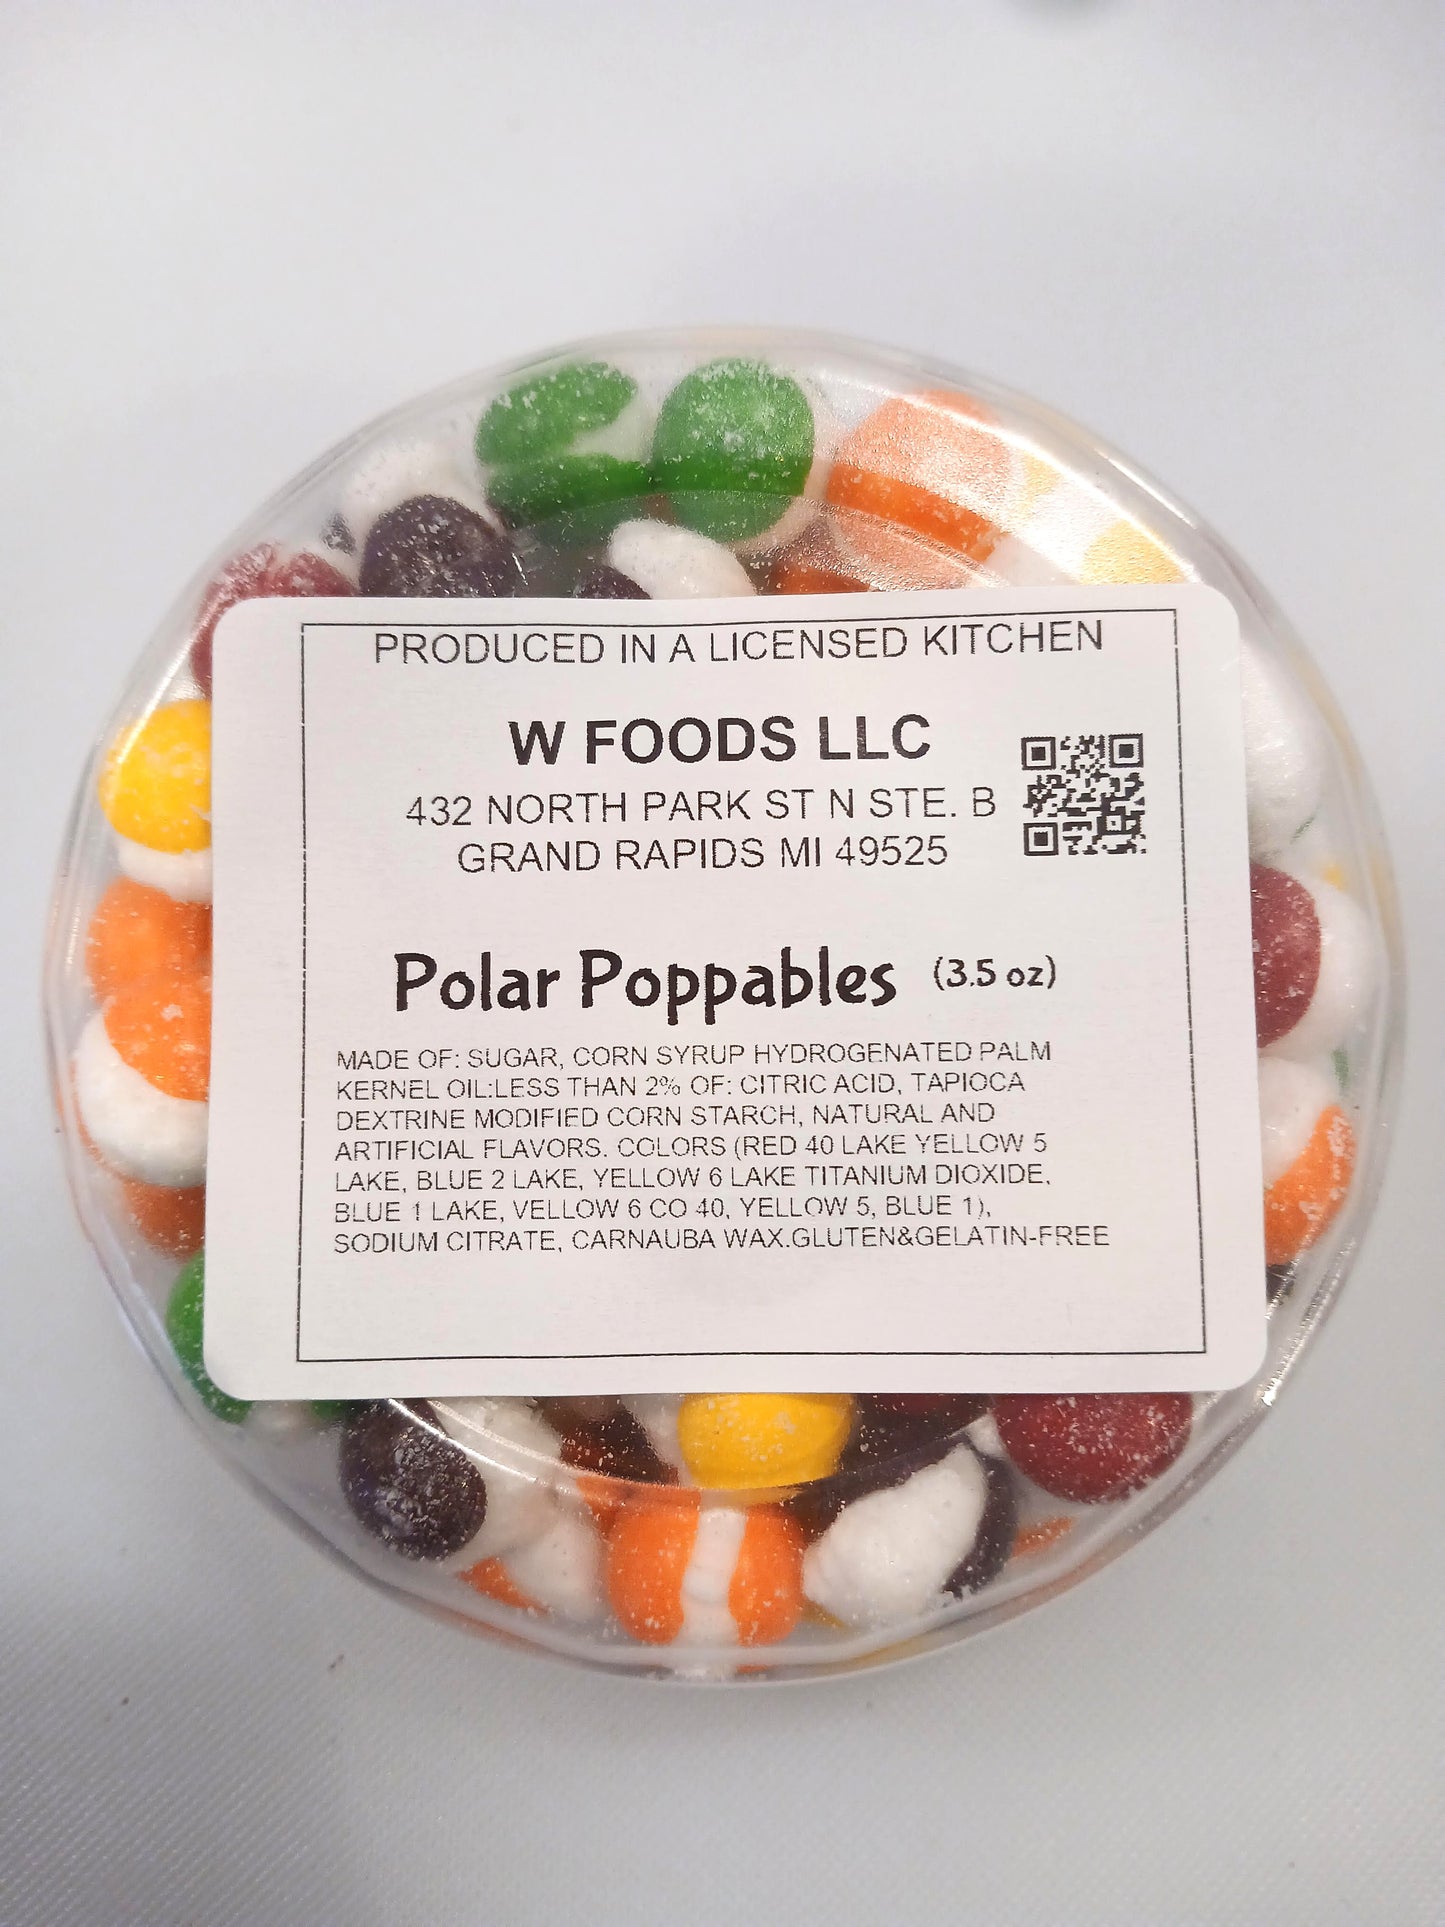 PRODUCED IN A LICENSED KITCHEN
W FOODS LLC
432 NORTH PARK ST N STE. B
GRAND RAPIDS MI 49525
Polar Poppables (3.5 oz)
MADE OF: SUGAR, CORN SYRUP HYDROGENATED PALM
KERNEL OIL:LESS THAN 2% OF: CITRIC ACID, TAPIOCA
DEXTRINE MODIFIED CORN STARCH, NATURAL AND
ARTIFICIAL FLAVORS. COLORS (RED 40 LAKE YELLOW 5
LAKE, BLUE 2 LAKE, YELLOW 6 LAKE TITANIUM DIOXIDE,
BLUE 1 LAKE, VELLOW 6 CO 40, YELLOW 5, BLUE 1),
SODIUM CITRATE, CARNAUBA WAX.GLUTEN&GELATIN-FREE